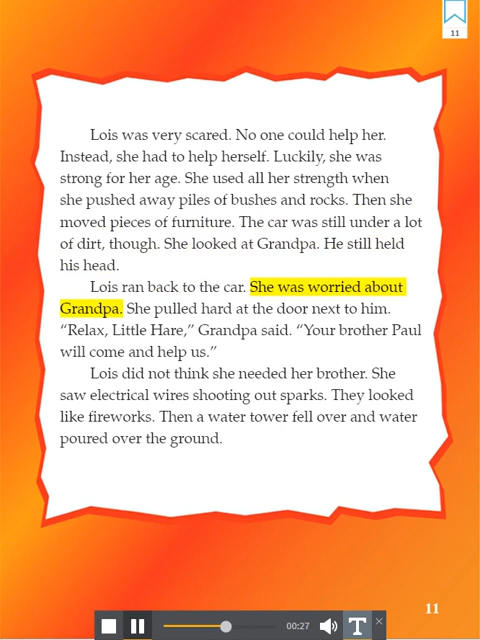 11
Lois was very scared. No one could help her.
Instead, she had to help herself. Luckily, she was
strong for her age. She used all her strength when
she pushed away piles of bushes and rocks. Then she
moved pieces of furniture. The car was still under a lot
of dirt, though. She looked at Grandpa. He still held
his head.
Lois ran back to the car. She was worried about
Grandpa. She pulled hard at the door next to him.
“Relax, Little Hare,” Grandpa said. “Your brother Paul
will come and help us.”
Lois did not think she needed her brother. She
saw electrical wires shooting out sparks. They looked
like fireworks. Then a water tower fell over and water
poured over the ground.
11
00:27
T